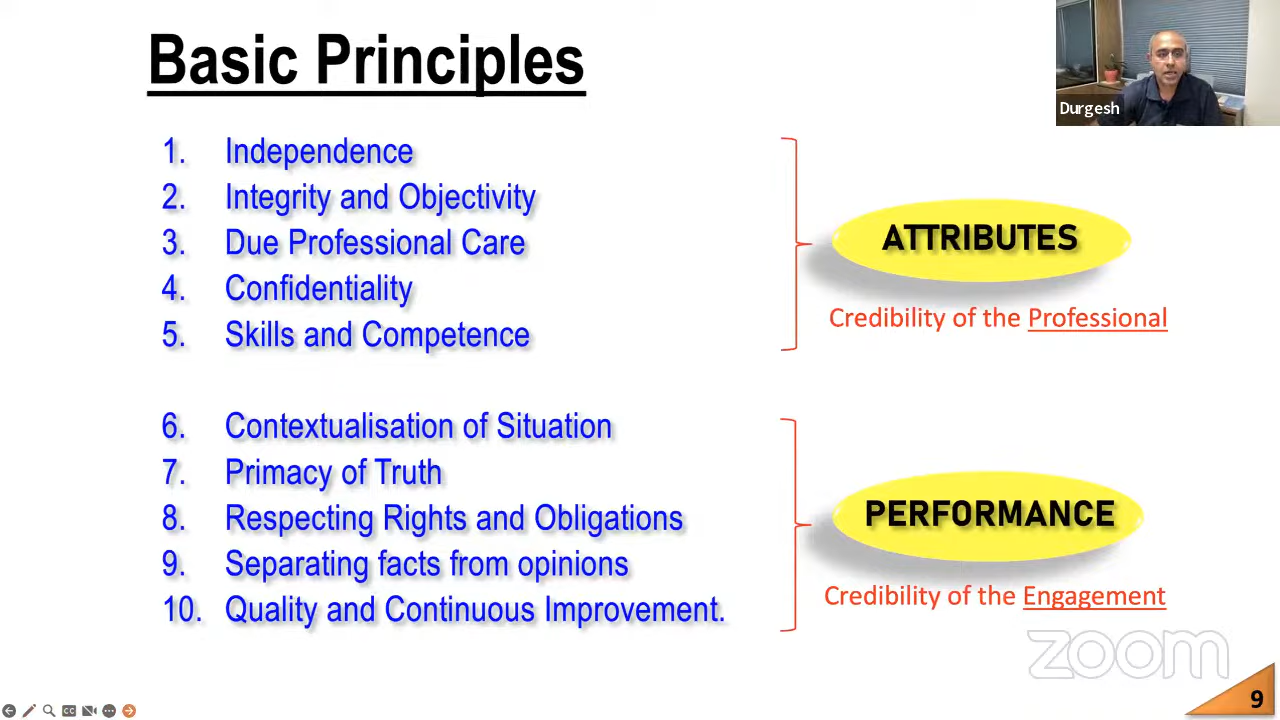 Basic Principles
Durgesh
1. Independence
2. Integrity and Objectivity
3. Due Professional Care
4. Confidentiality
5. Skills and Competence
ATTRIBUTES
Credibility of the Professional
6. Contextualisation of Situation
7. Primacy of Truth
8. Respecting Rights and Obligations
9. Separating facts from opinions
10. Quality and Continuous Improvement.
PERFORMANCE
Credibility of the Engagement
zoom
CC
9